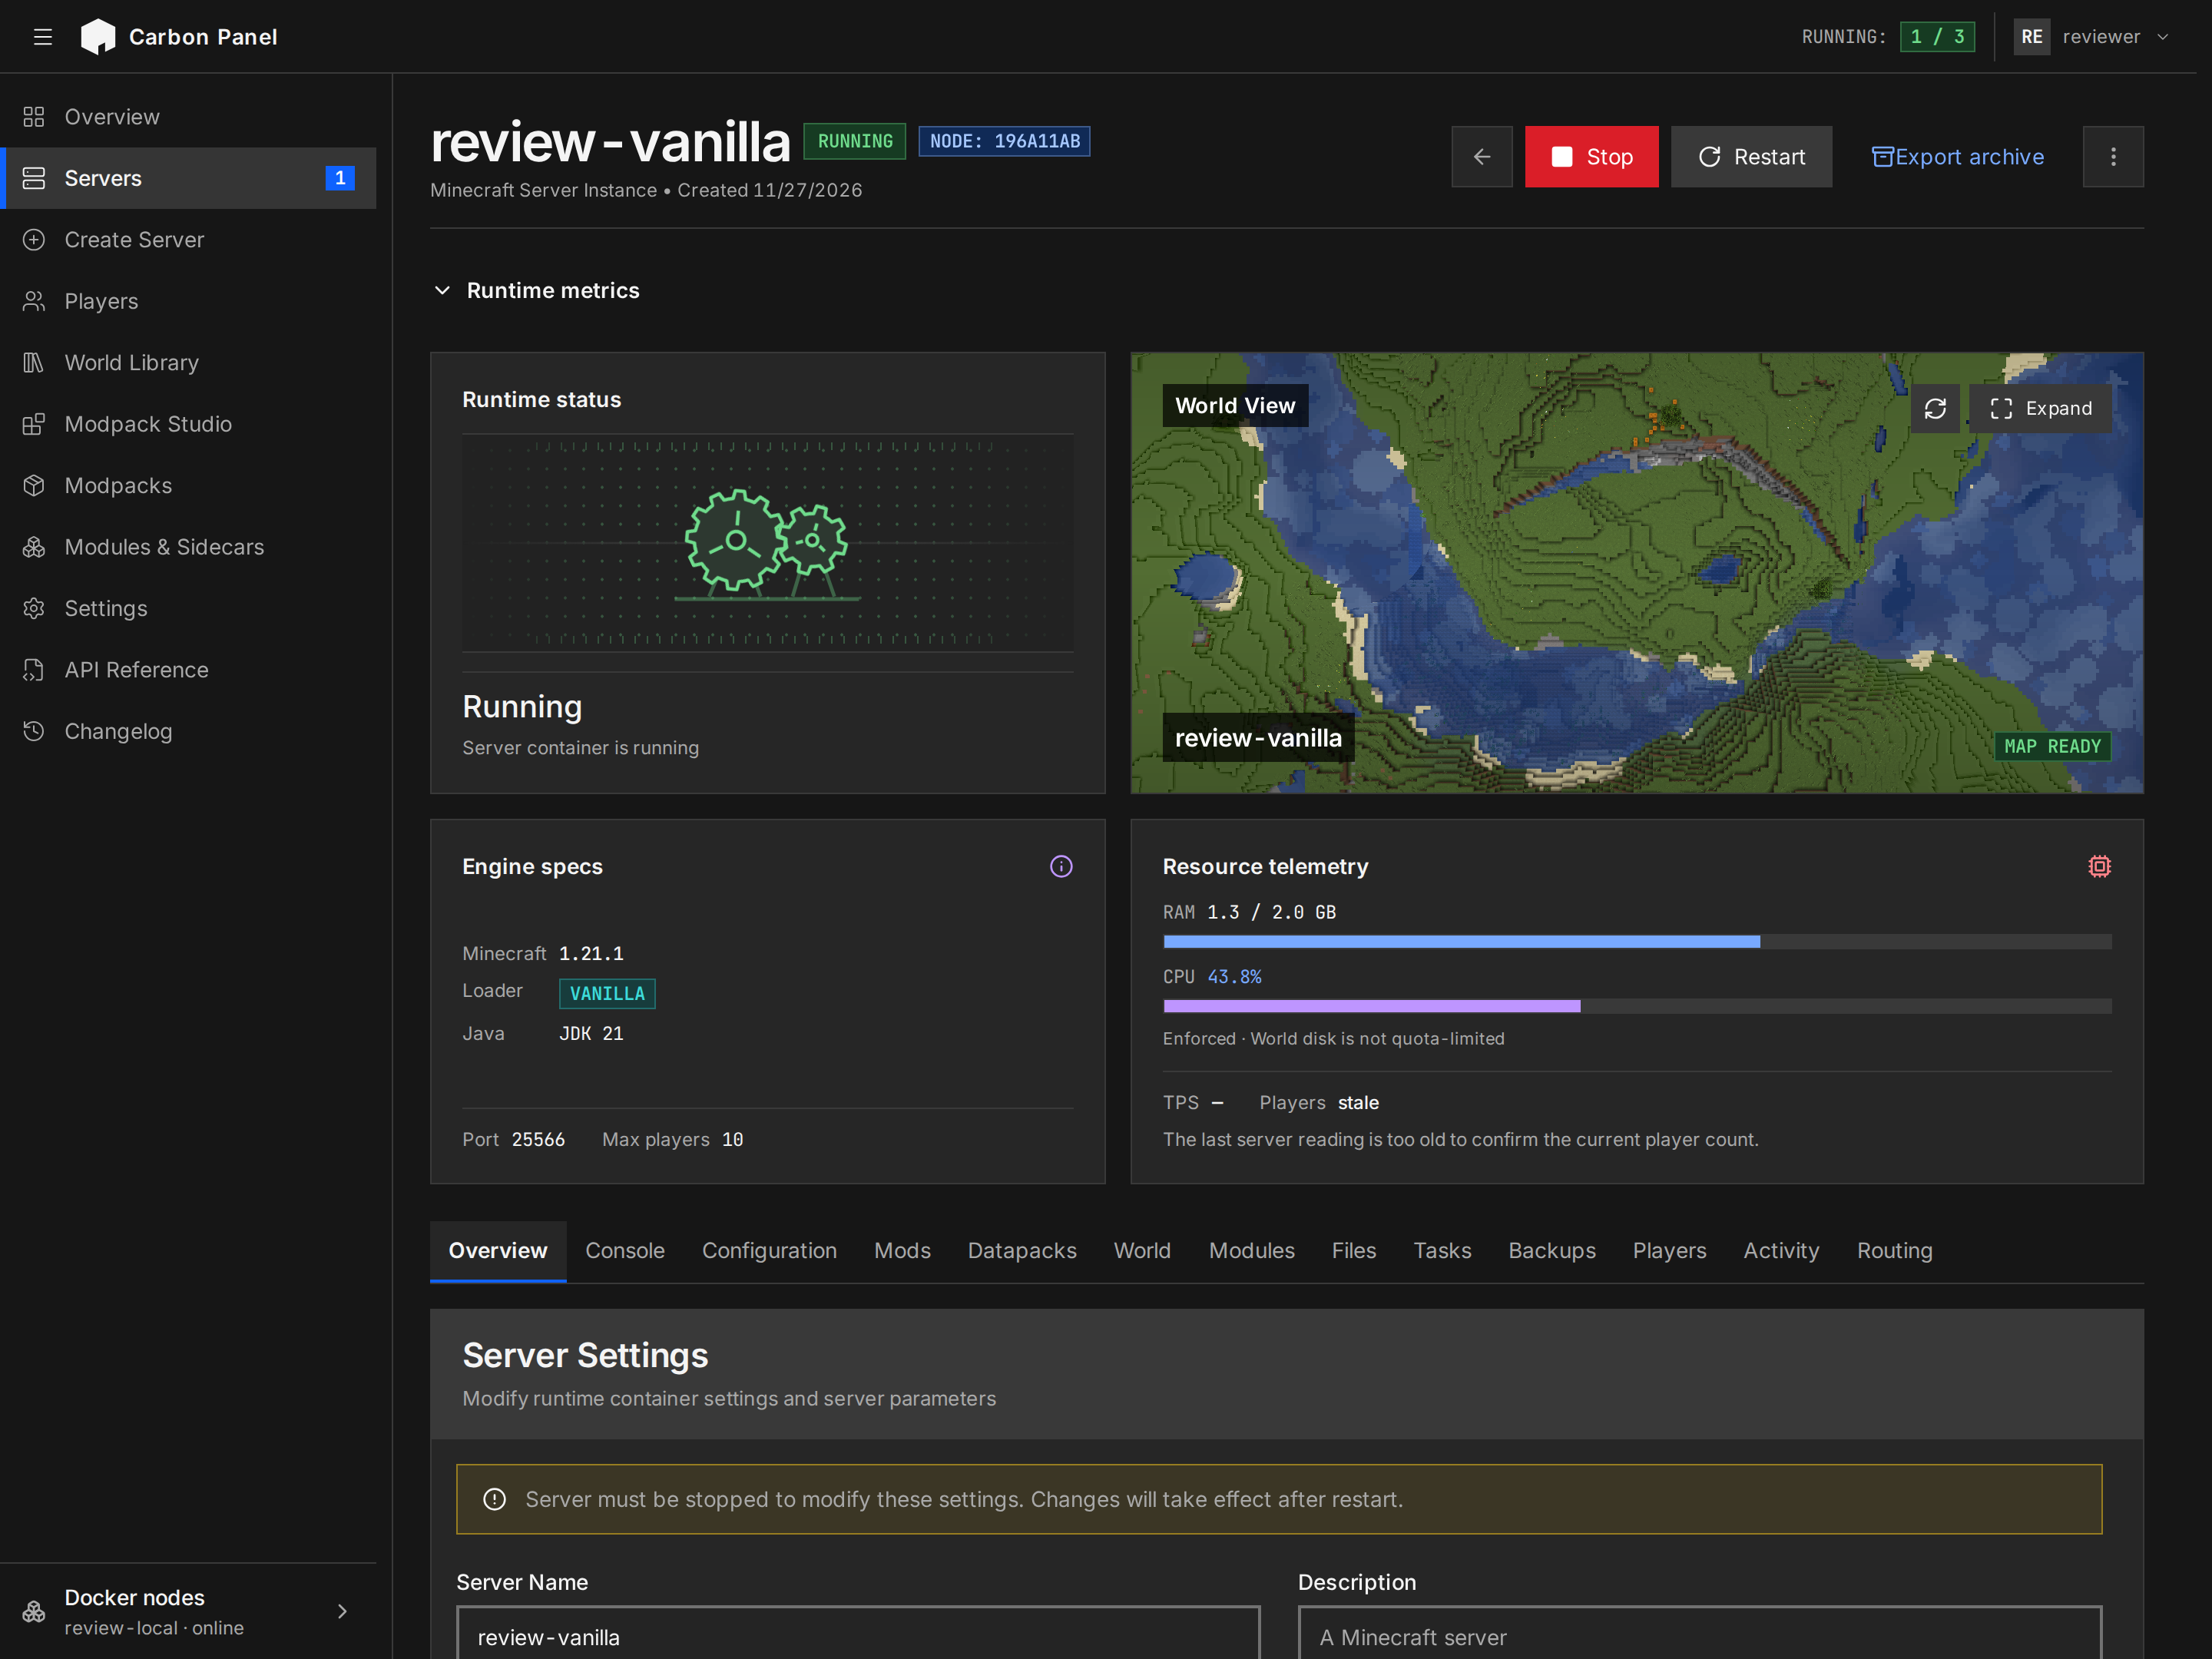 Carbon Panel
RUNNING: 1 / 3
RE reviewer
Overview
Servers 1
Create Server
Players
World Library
Modpack Studio
Modpacks
Modules & Sidecars
Settings
API Reference
Changelog
Docker nodes
review-local · online
review-vanilla RUNNING NODE: 196A11AB
Minecraft Server Instance • Created 11/27/2026
Stop
Restart
Export archive
Runtime metrics
Runtime status
Running
Server container is running
World View
Expand
review-vanilla
MAP READY
Engine specs
Minecraft 1.21.1
Loader VANILLA
Java JDK 21
Port 25566 Max players 10
Resource telemetry
RAM 1.3 / 2.0 GB
CPU 43.8%
Enforced · World disk is not quota-limited
TPS — Players stale
The last server reading is too old to confirm the current player count.
Overview Console Configuration Mods Datapacks World Modules Files Tasks Backups Players Activity Routing
Server Settings
Modify runtime container settings and server parameters
Server must be stopped to modify these settings. Changes will take effect after restart.
Server Name
review-vanilla
Description
A Minecraft server